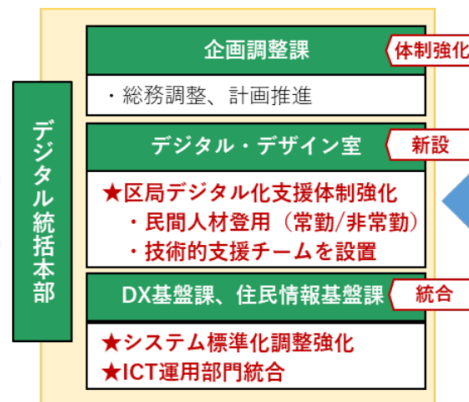 企画調整課
体制強化
・総務調整、計画推進
デジタル統括本部
デジタル・デザイン室
新設
★区局デジタル化支援体制強化
・民間人材登用（常勤/非常勤）
・技術的支援チームを設置
DX基盤課、住民情報基盤課
統合
★システム標準化調整強化
★ICT運用部門統合